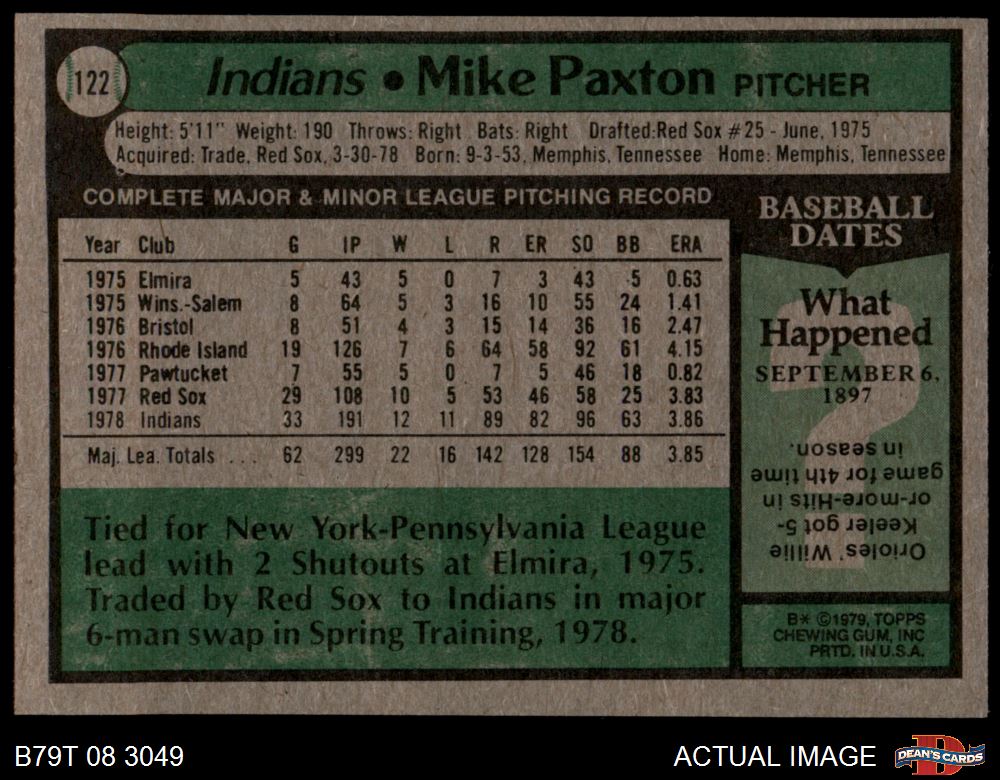 122
Indians • Mike Paxton PITCHER
Height: 5'11" Weight: 190 Throws: Right Bats: Right Drafted:Red Sox #25 - June, 1975
Acquired: Trade, Red Sox, 3-30-78 Born: 9-3-53, Memphis, Tennessee Home: Memphis, Tennessee
COMPLETE MAJOR & MINOR LEAGUE PITCHING RECORD
Year Club G IP W L R ER SO BB ERA
1975 Elmira 5 43 5 0 7 3 43 5 0.63
1975 Wins.-Salem 8 64 5 3 16 10 55 24 1.41
1976 Bristol 8 51 4 3 15 14 36 16 2.47
1976 Rhode Island 19 126 7 6 64 58 92 61 4.15
1977 Pawtucket 7 55 5 0 7 5 46 18 0.82
1977 Red Sox 29 108 10 5 53 46 58 25 3.83
1978 Indians 33 191 12 11 89 82 96 63 3.86
Maj. Lea. Totals ... 62 299 22 16 142 128 154 88 3.85
Tied for New York-Pennsylvania League
lead with 2 Shutouts at Elmira, 1975.
Traded by Red Sox to Indians in major
6-man swap in Spring Training, 1978.
BASEBALL
DATES
What
Happened
SEPTEMBER 6,
1897
Orioles' Willie
Keeler got 5-
or-more-Hits in
game for 4th time
in season.
B* ©1979, TOPPS
CHEWING GUM, INC
PRTD. IN U.S.A.
B79T 08 3049
ACTUAL IMAGE
D
DEAN'S CARDS